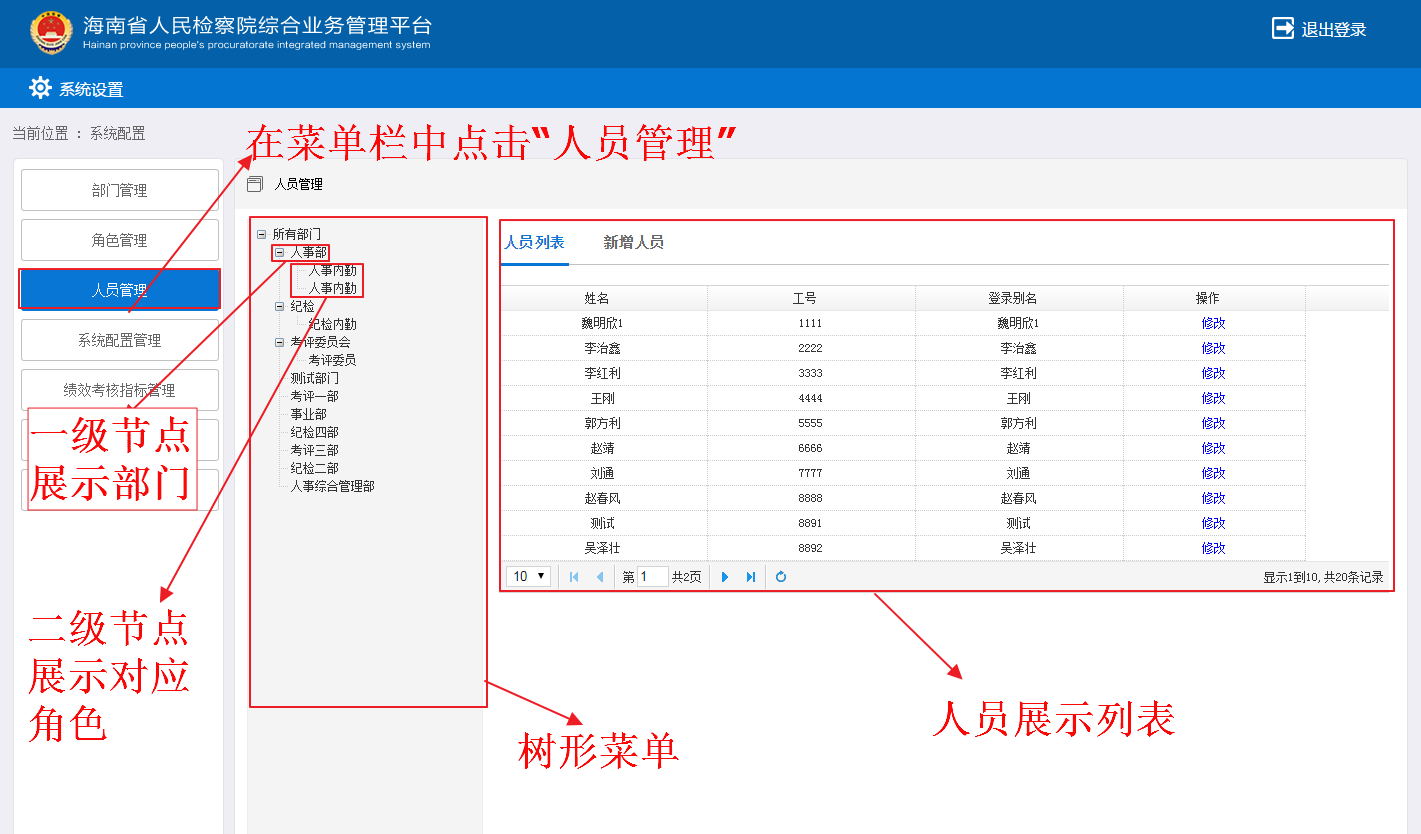 海南省人民检察院综合业务管理平台
Hainan province people's procuratorate integrated management system
退出登录
系统设置
当前位置 : 系统配置
在菜单栏中点击“人员管理”
部门管理
角色管理
人员管理
系统配置管理
绩效考核指标管理
一级节点
展示部门
二级节点
展示对应
角色
人员管理
所有部门
人事部
人事内勤
人事内勤
纪检
纪检内勤
考评委员会
考评委员
测试部门
考评一部
事业部
纪检四部
考评三部
纪检二部
人事综合管理部
树形菜单
人员列表 新增人员
姓名 工号 登录别名 操作
魏明欣1 1111 魏明欣1 修改
李治鑫 2222 李治鑫 修改
李红利 3333 李红利 修改
王刚 4444 王刚 修改
郭方利 5555 郭方利 修改
赵靖 6666 赵靖 修改
刘通 7777 刘通 修改
赵春风 8888 赵春风 修改
测试 8891 测试 修改
吴泽壮 8892 吴泽壮 修改
10 第 1 共2页 显示1到10,共20条记录
人员展示列表